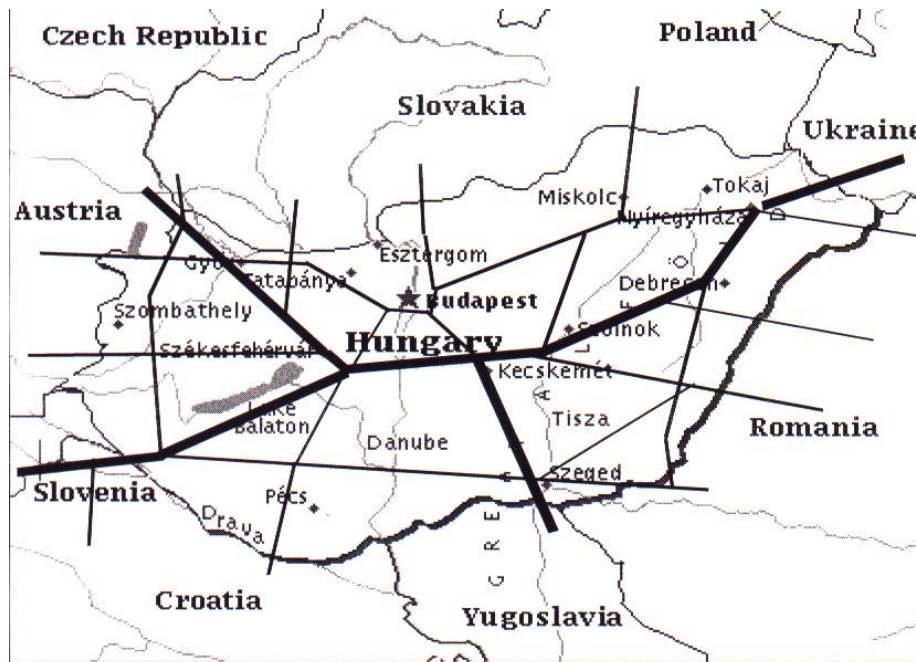 Czech Republic
Poland
Slovakia
Ukraine
Miskolc
Tokaj
Austria
Nyíregyháza
Esztergom
Győr
Tatabánya
Debrecen
Budapest
Szombathely
Szolnok
Hungary
Székesfehérvár
Kecskemét
Lake
Balaton
Danube
Tisza
Romania
Szeged
Slovenia
Pécs
Drava
Croatia
Yugoslavia